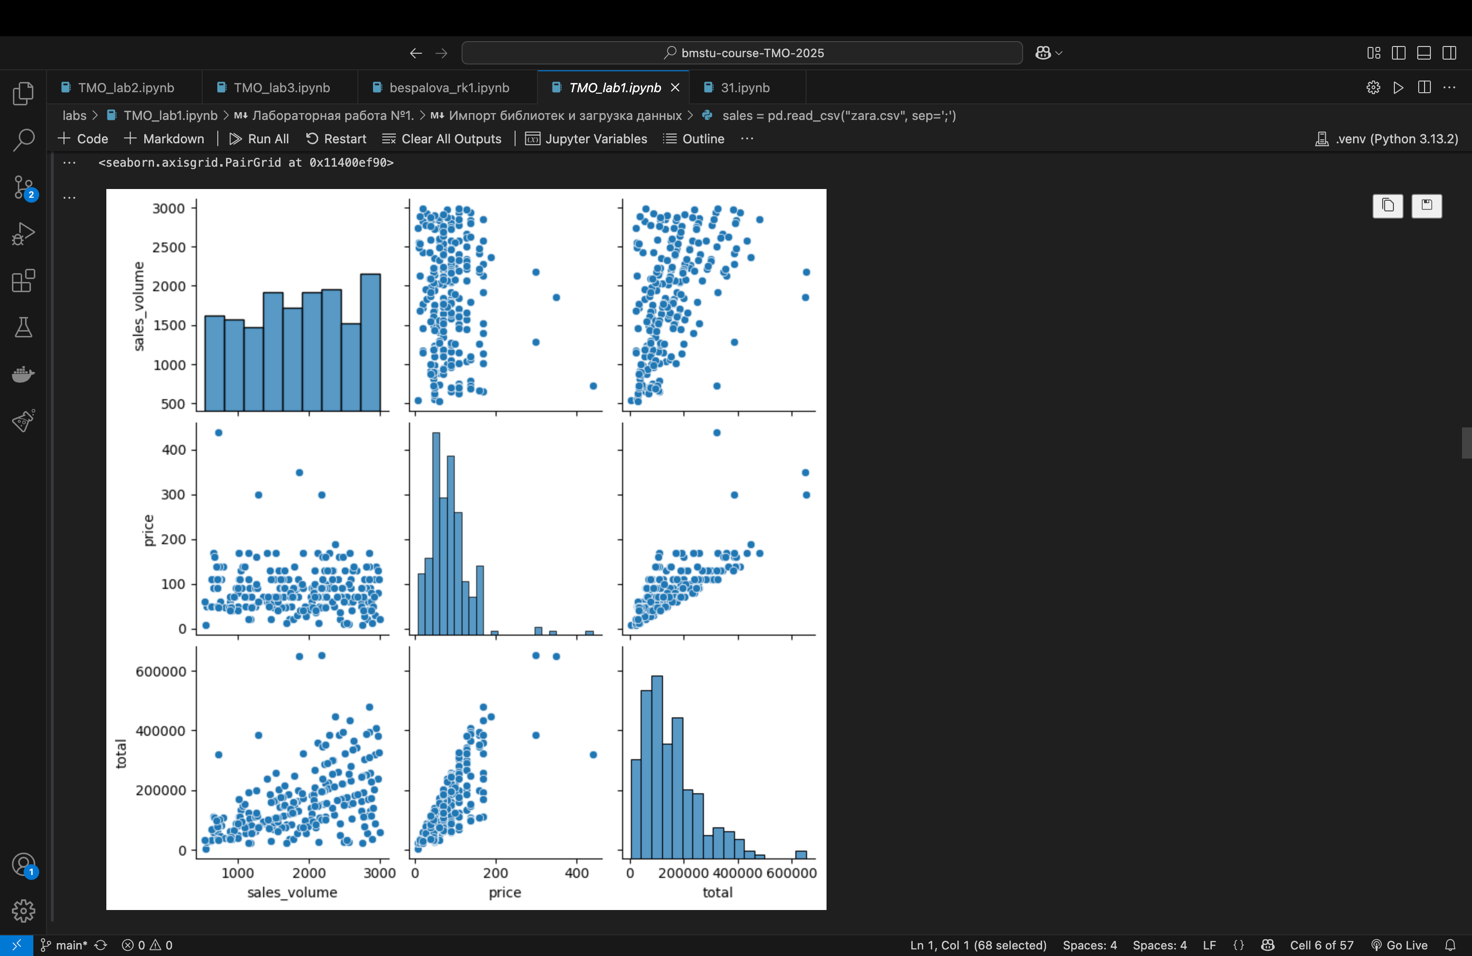 bmstu-course-TMO-2025
TMO_lab2.ipynb
TMO_lab3.ipynb
bespalova_rk1.ipynb
TMO_lab1.ipynb
31.ipynb
labs > TMO_lab1.ipynb > M↓ Лабораторная работа №1. > M↓ Импорт библиотек и загрузка данных > sales = pd.read_csv("zara.csv", sep=';')
+ Code + Markdown Run All Restart Clear All Outputs Jupyter Variables Outline ··· .venv (Python 3.13.2)
<seaborn.axisgrid.PairGrid at 0x11400ef90>
3000
2500
2000
1500
1000
500
sales_volume
400
300
200
100
0
price
600000
400000
200000
0
total
1000 2000 3000
sales_volume
0 200 400
price
0 200000 400000 600000
total
2
1
main* 0 0 Ln 1, Col 1 (68 selected) Spaces: 4 Spaces: 4 LF {} Cell 6 of 57 Go Live